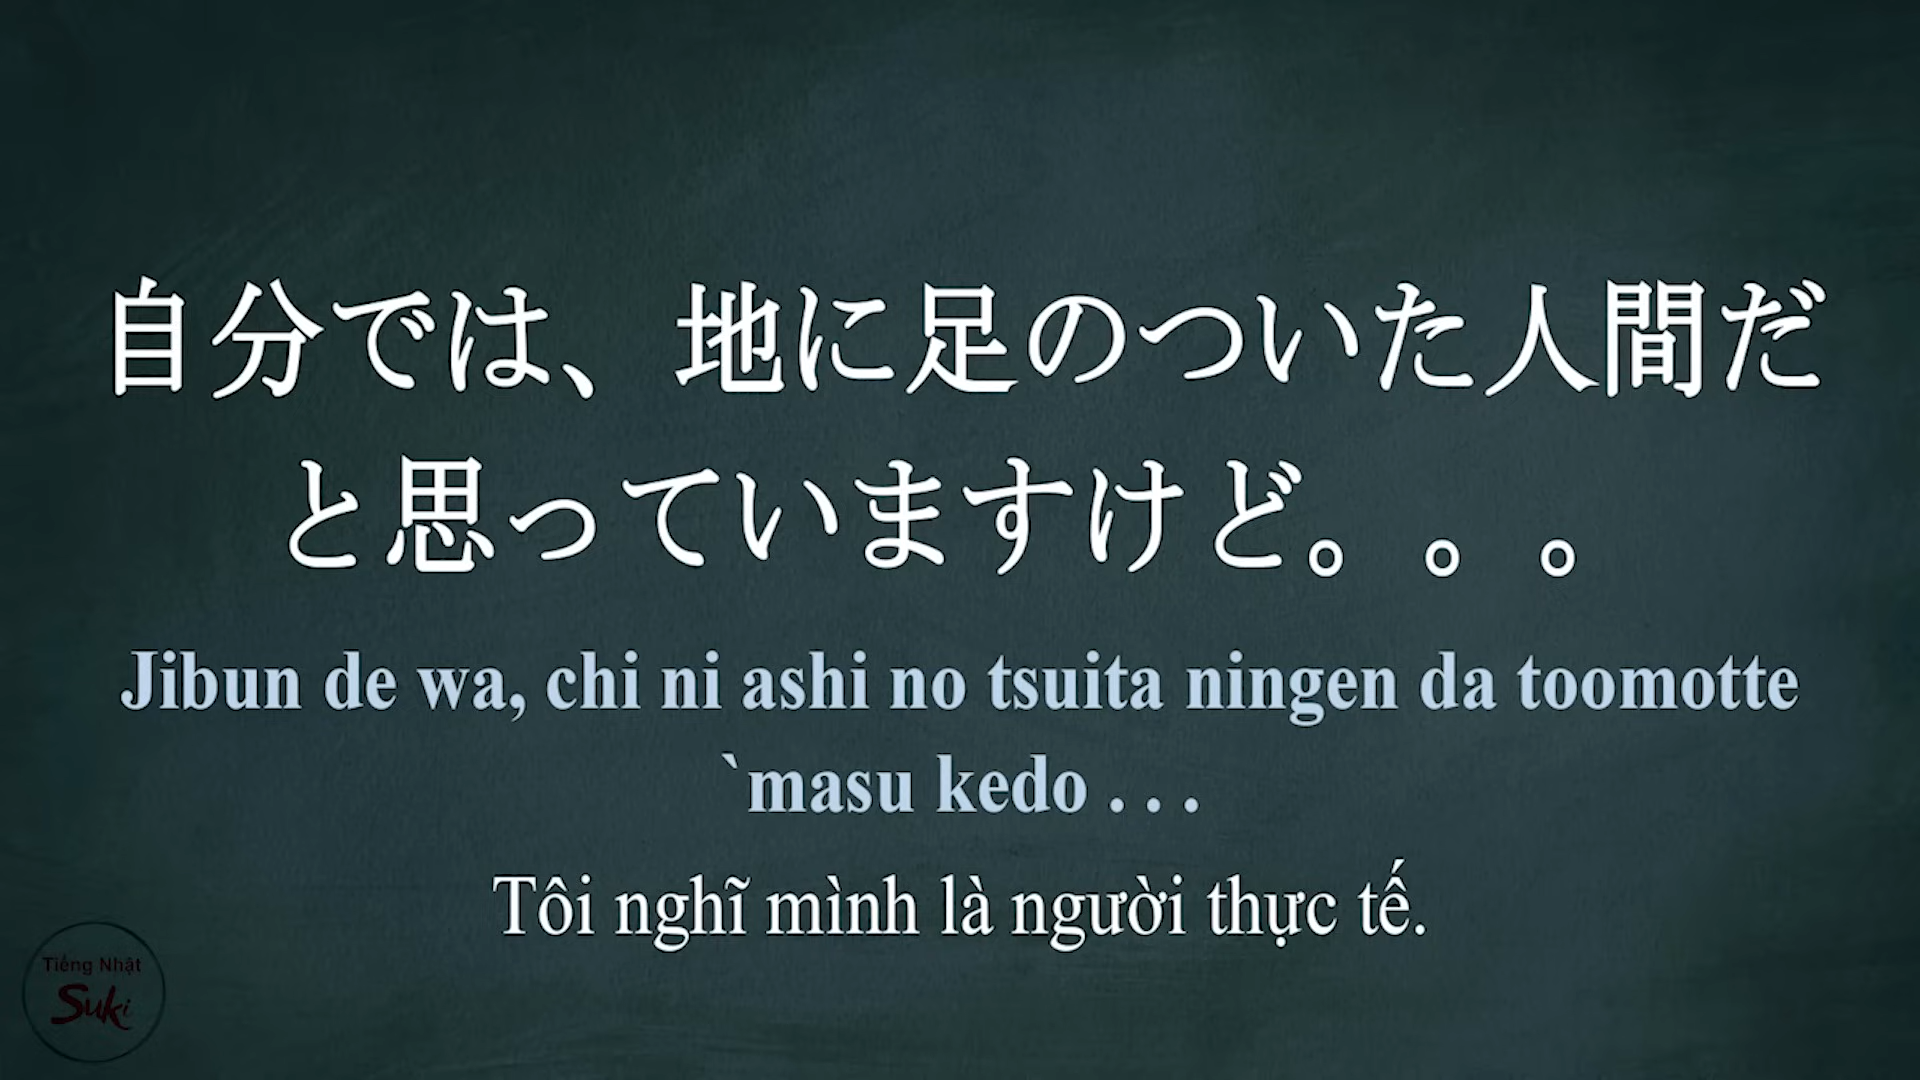 自分では、地に足のついた人間だ
と思っていますけど。。。
Jibun de wa, chi ni ashi no tsuita ningen da toomotte
`masu kedo . . .
Tôi nghĩ mình là người thực tế.
Tiếng Nhật
Suki